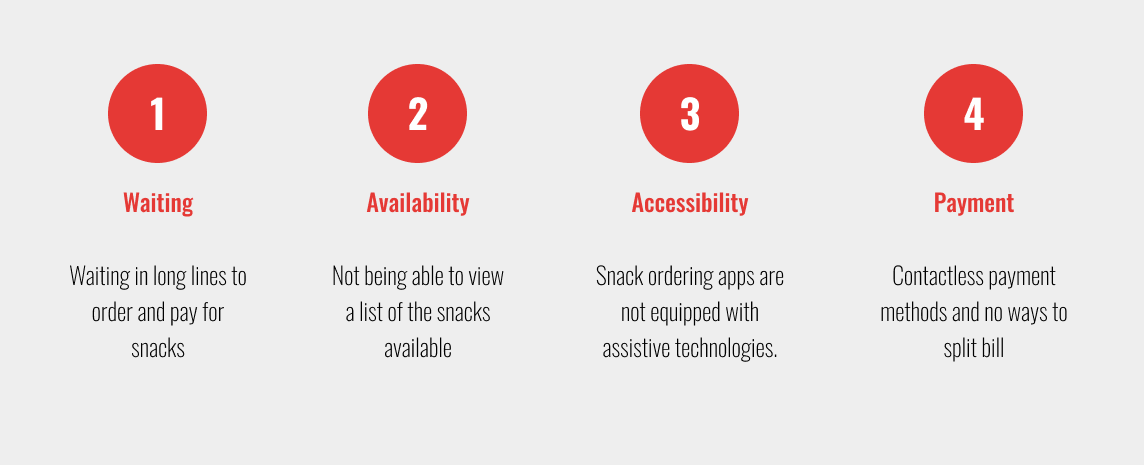 1
Waiting
Waiting in long lines to
order and pay for
snacks
2
Availability
Not being able to view
a list of the snacks
available
3
Accessibility
Snack ordering apps are
not equipped with
assistive technologies.
4
Payment
Contactless payment
methods and no ways to
split bill